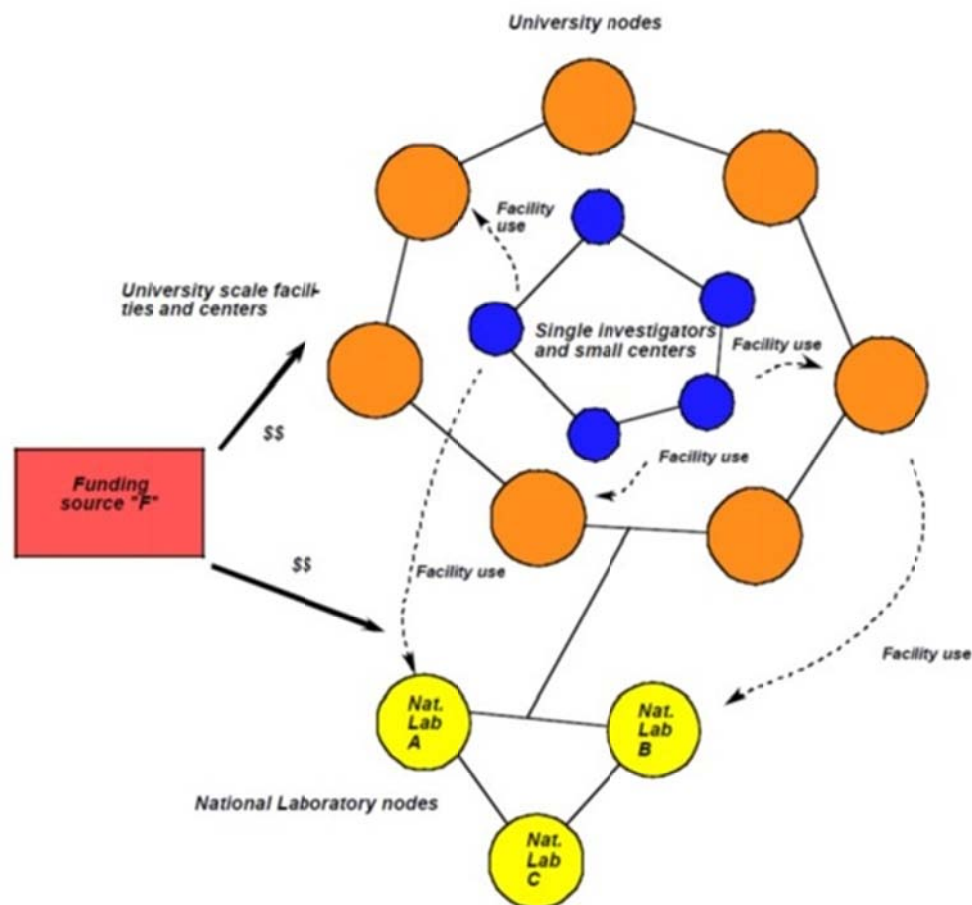 University nodes
Facility
use
University scale facili-
ties and centers
Single investigators
and small centers
Facility use
$$
Facility use
Funding
source "F"
$$
Facility use
Facility use
Nat.
Lab
A
Nat.
Lab
B
National Laboratory nodes
Nat.
Lab
C